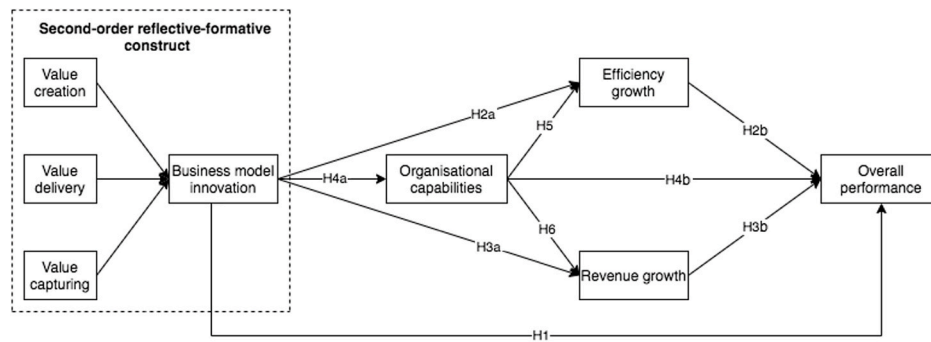 Second-order reflective-formative
construct
Value
creation
Value
delivery
Value
capturing
Business model
innovation
H2a
H4a
H3a
Organisational
capabilities
H5
H4b
H6
Efficiency
growth
Revenue growth
H2b
H3b
Overall
performance
H1